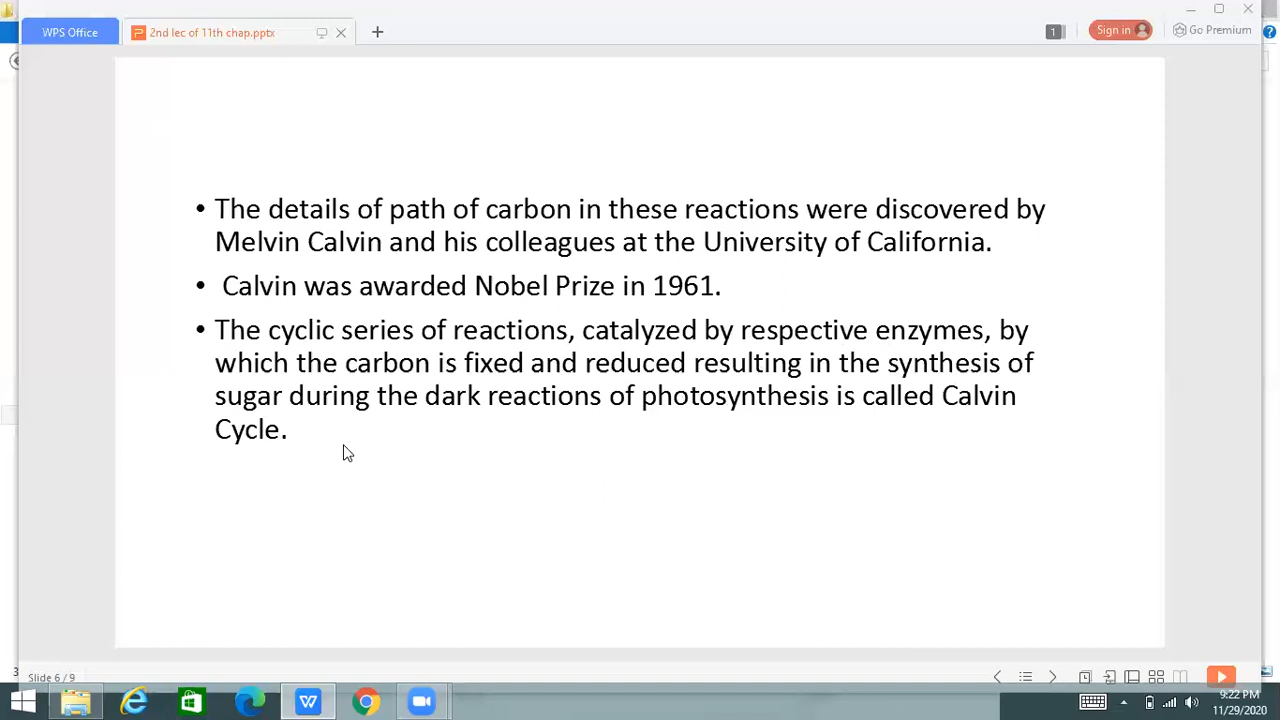 WPS Office
2nd lec of 11th chap.pptx
1
Sign in
Go Premium
• The details of path of carbon in these reactions were discovered by
Melvin Calvin and his colleagues at the University of California.
• Calvin was awarded Nobel Prize in 1961.
• The cyclic series of reactions, catalyzed by respective enzymes, by
which the carbon is fixed and reduced resulting in the synthesis of
sugar during the dark reactions of photosynthesis is called Calvin
Cycle.
Slide 6 / 9
9:22 PM
11/29/2020